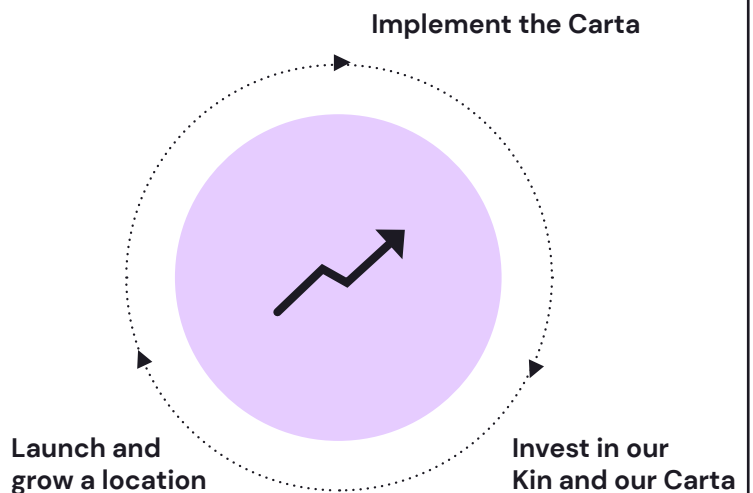 Implement the Carta
Launch and
grow a location
Invest in our
Kin and our Carta